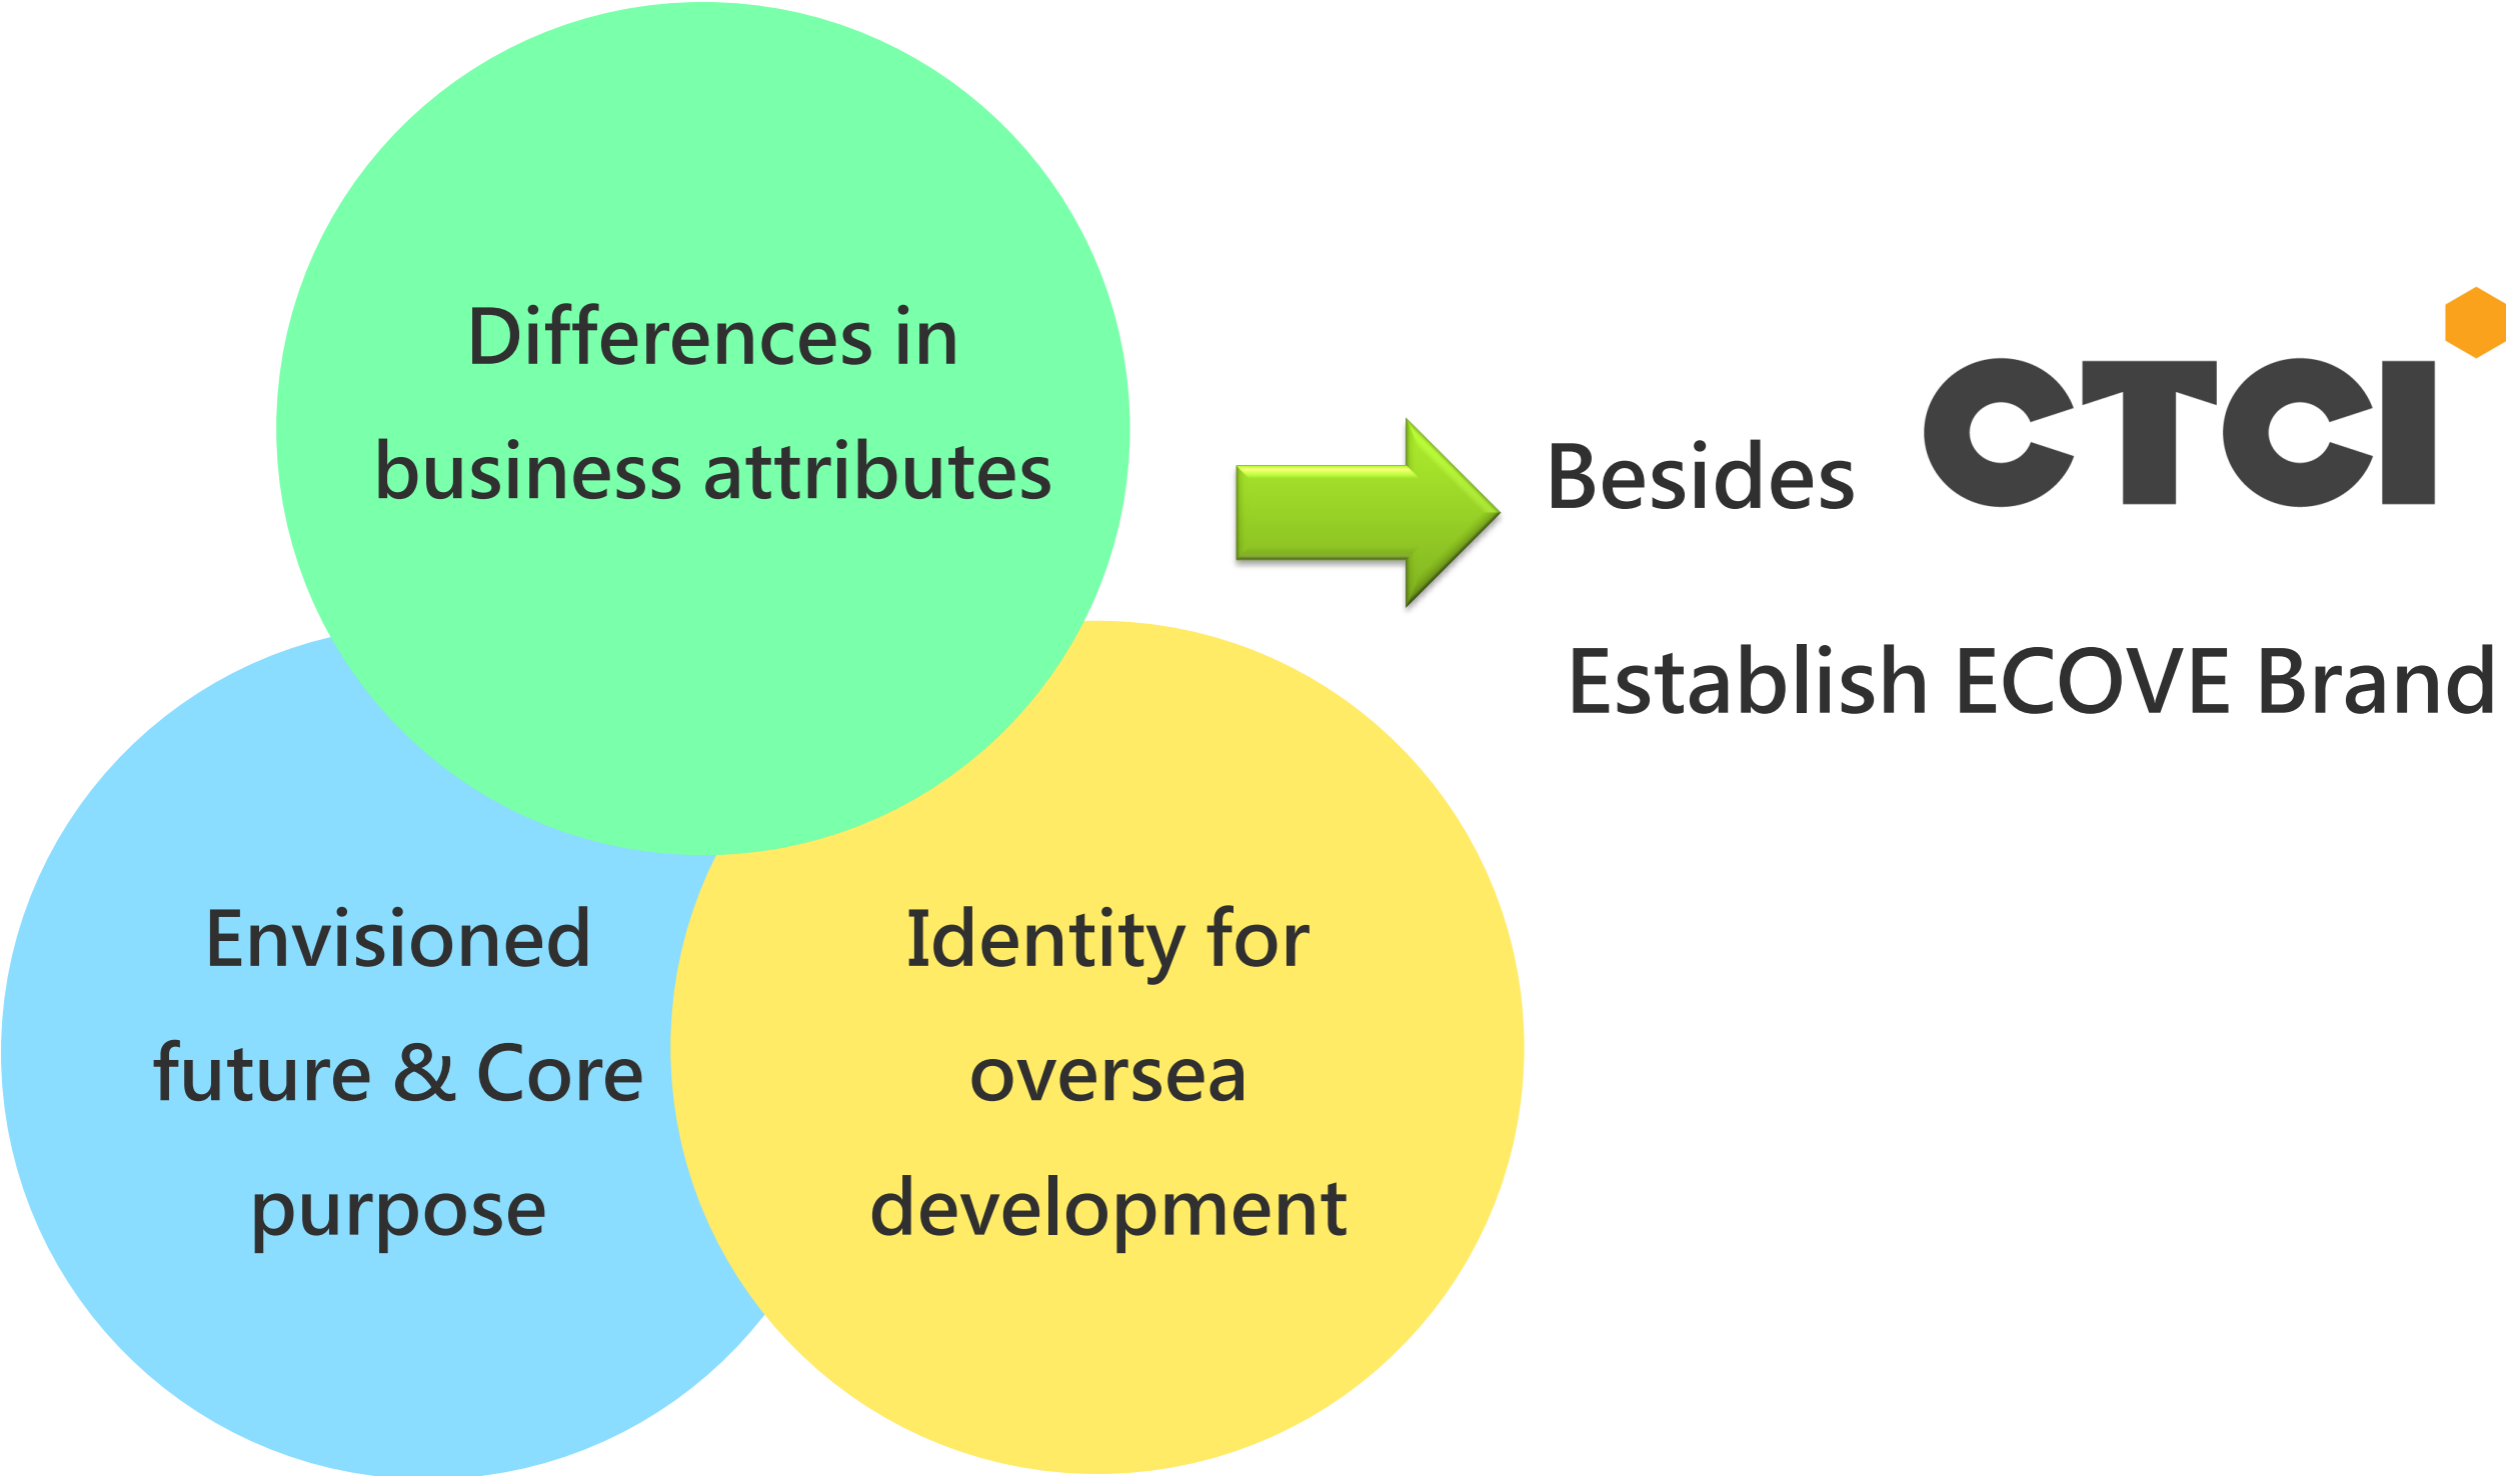 Differences in
business attributes
Besides CTCI
Establish ECOVE Brand
Envisioned
future & Core
purpose
Identity for
oversea
development